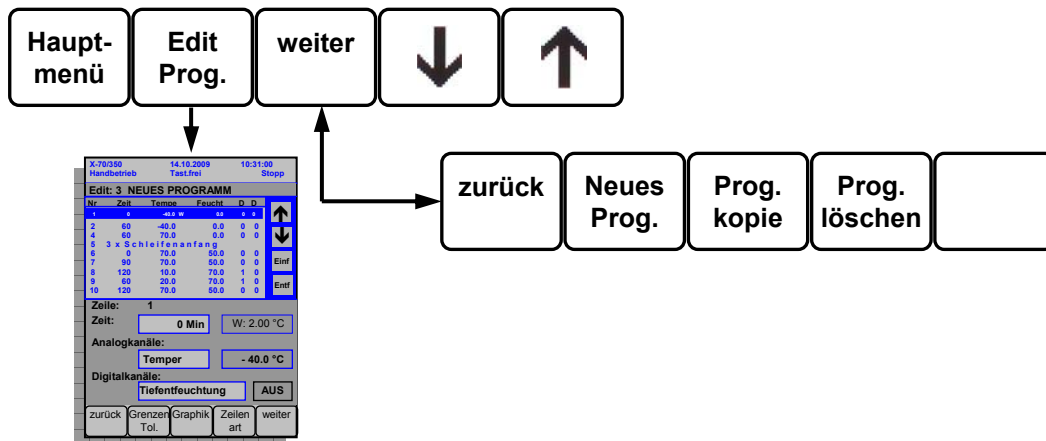 Haupt-
menü
Edit
Prog.
weiter
zurück
Neues
Prog.
Prog.
kopie
Prog.
löschen
X-70/350 14.10.2009 10:31:00
Handbetrieb Tast.frei Stopp
Edit: 3 NEUES PROGRAMM
Nr Zeit Tempe Feucht D D
1 0 -40.0 W 0.0 0 0
2 60 -40.0 0.0 0 0
4 60 70.0 0.0 0 0
5 3 x Schleifenanfang
6 0 70.0 50.0 0 0
7 90 70.0 50.0 0 0
8 120 10.0 70.0 1 0
9 60 20.0 70.0 1 0
10 120 70.0 50.0 0 0
Einf
Entf
Zeile: 1
Zeit: 0 Min W: 2.00 °C
Analogkanäle:
Temper - 40.0 °C
Digitalkanäle:
Tiefentfeuchtung AUS
zurück Grenzen Graphik Zeilen weiter
Tol. art